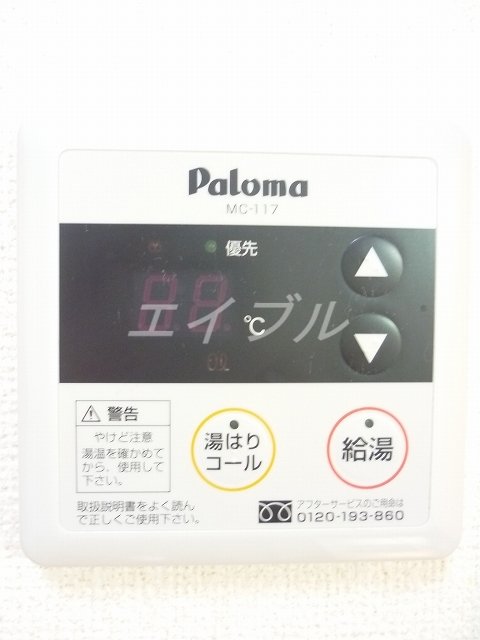 Paloma
MC-117
優先
エイブル
℃
警告
やけど注意
湯温を確かめて
から、使用して
下さい。
湯はり
コール
給湯
取扱説明書をよく読ん
で正しくご使用下さい。
アフターサービスのご用命は
0120-193-860